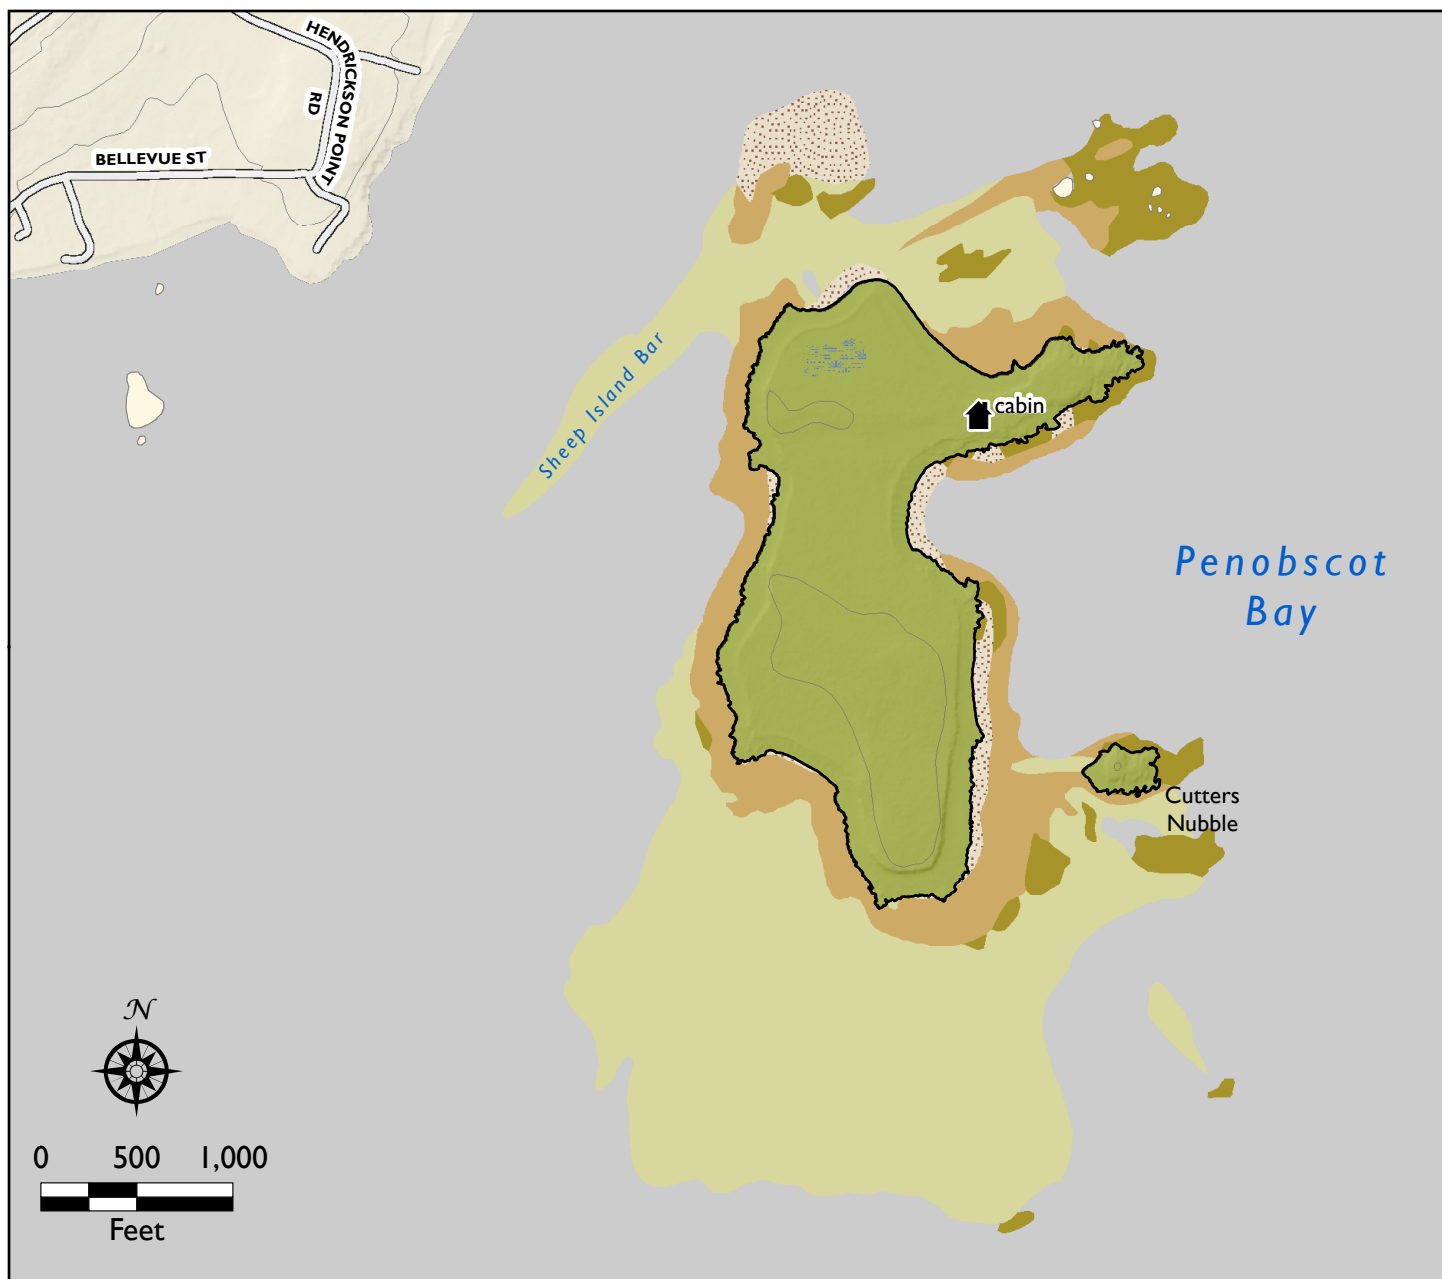 HENDRICKSON POINT
RD
BELLEVUE ST
Sheep Island Bar
cabin
Penobscot
Bay
Cutters
Nubble
N
0 500 1,000
Feet